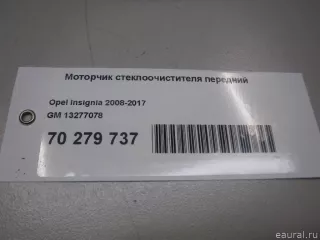 Моторчик стеклоочистителя передний
Opel Insignia 2008-2017
GM 13277078
70 279 737
eaural.ru